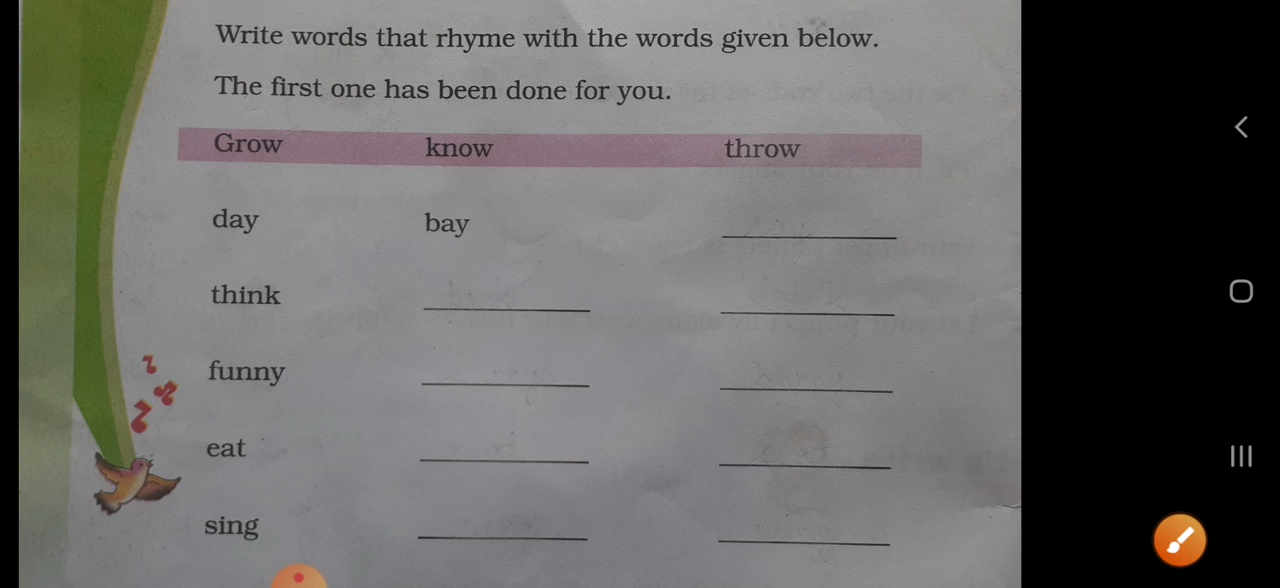 Write words that rhyme with the words given below.
The first one has been done for you.
Grow know throw
day bay
think
funny
eat
sing